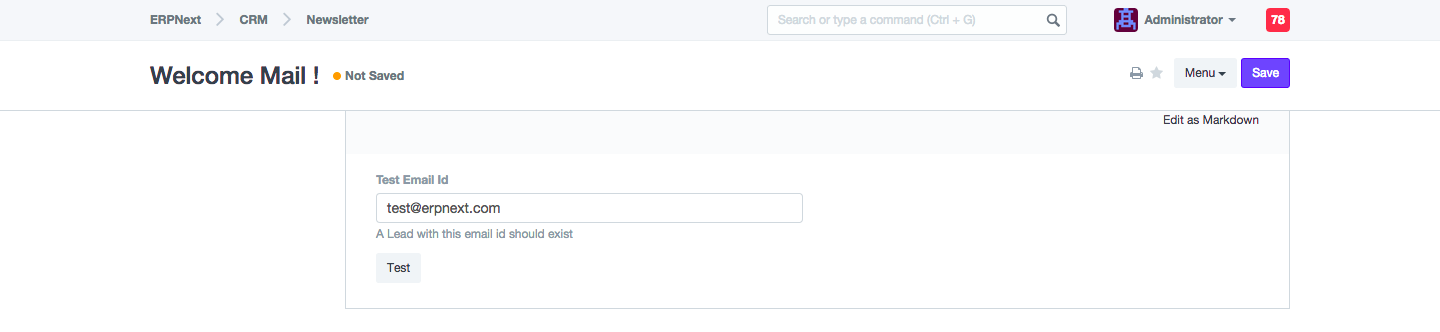 ERPNext CRM Newsletter Search or type a command (Ctrl + G) Administrator 78
Welcome Mail ! Not Saved Menu Save
Edit as Markdown
Test Email Id
test@erpnext.com
A Lead with this email id should exist
Test